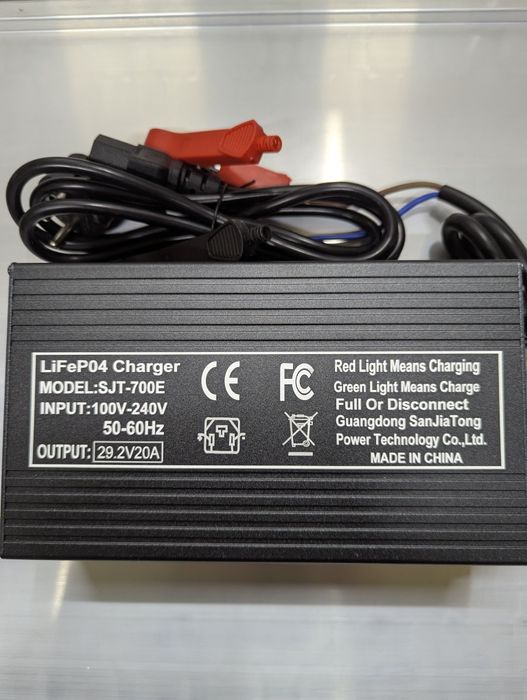 LiFeP04 Charger
MODEL:SJT-700E
INPUT:100V-240V
50-60Hz
OUTPUT: 29.2V20A
CE
FC
Red Light Means Charging
Green Light Means Charge
Full Or Disconnect
Guangdong SanJiaTong
Power Technology Co.,Ltd.
MADE IN CHINA